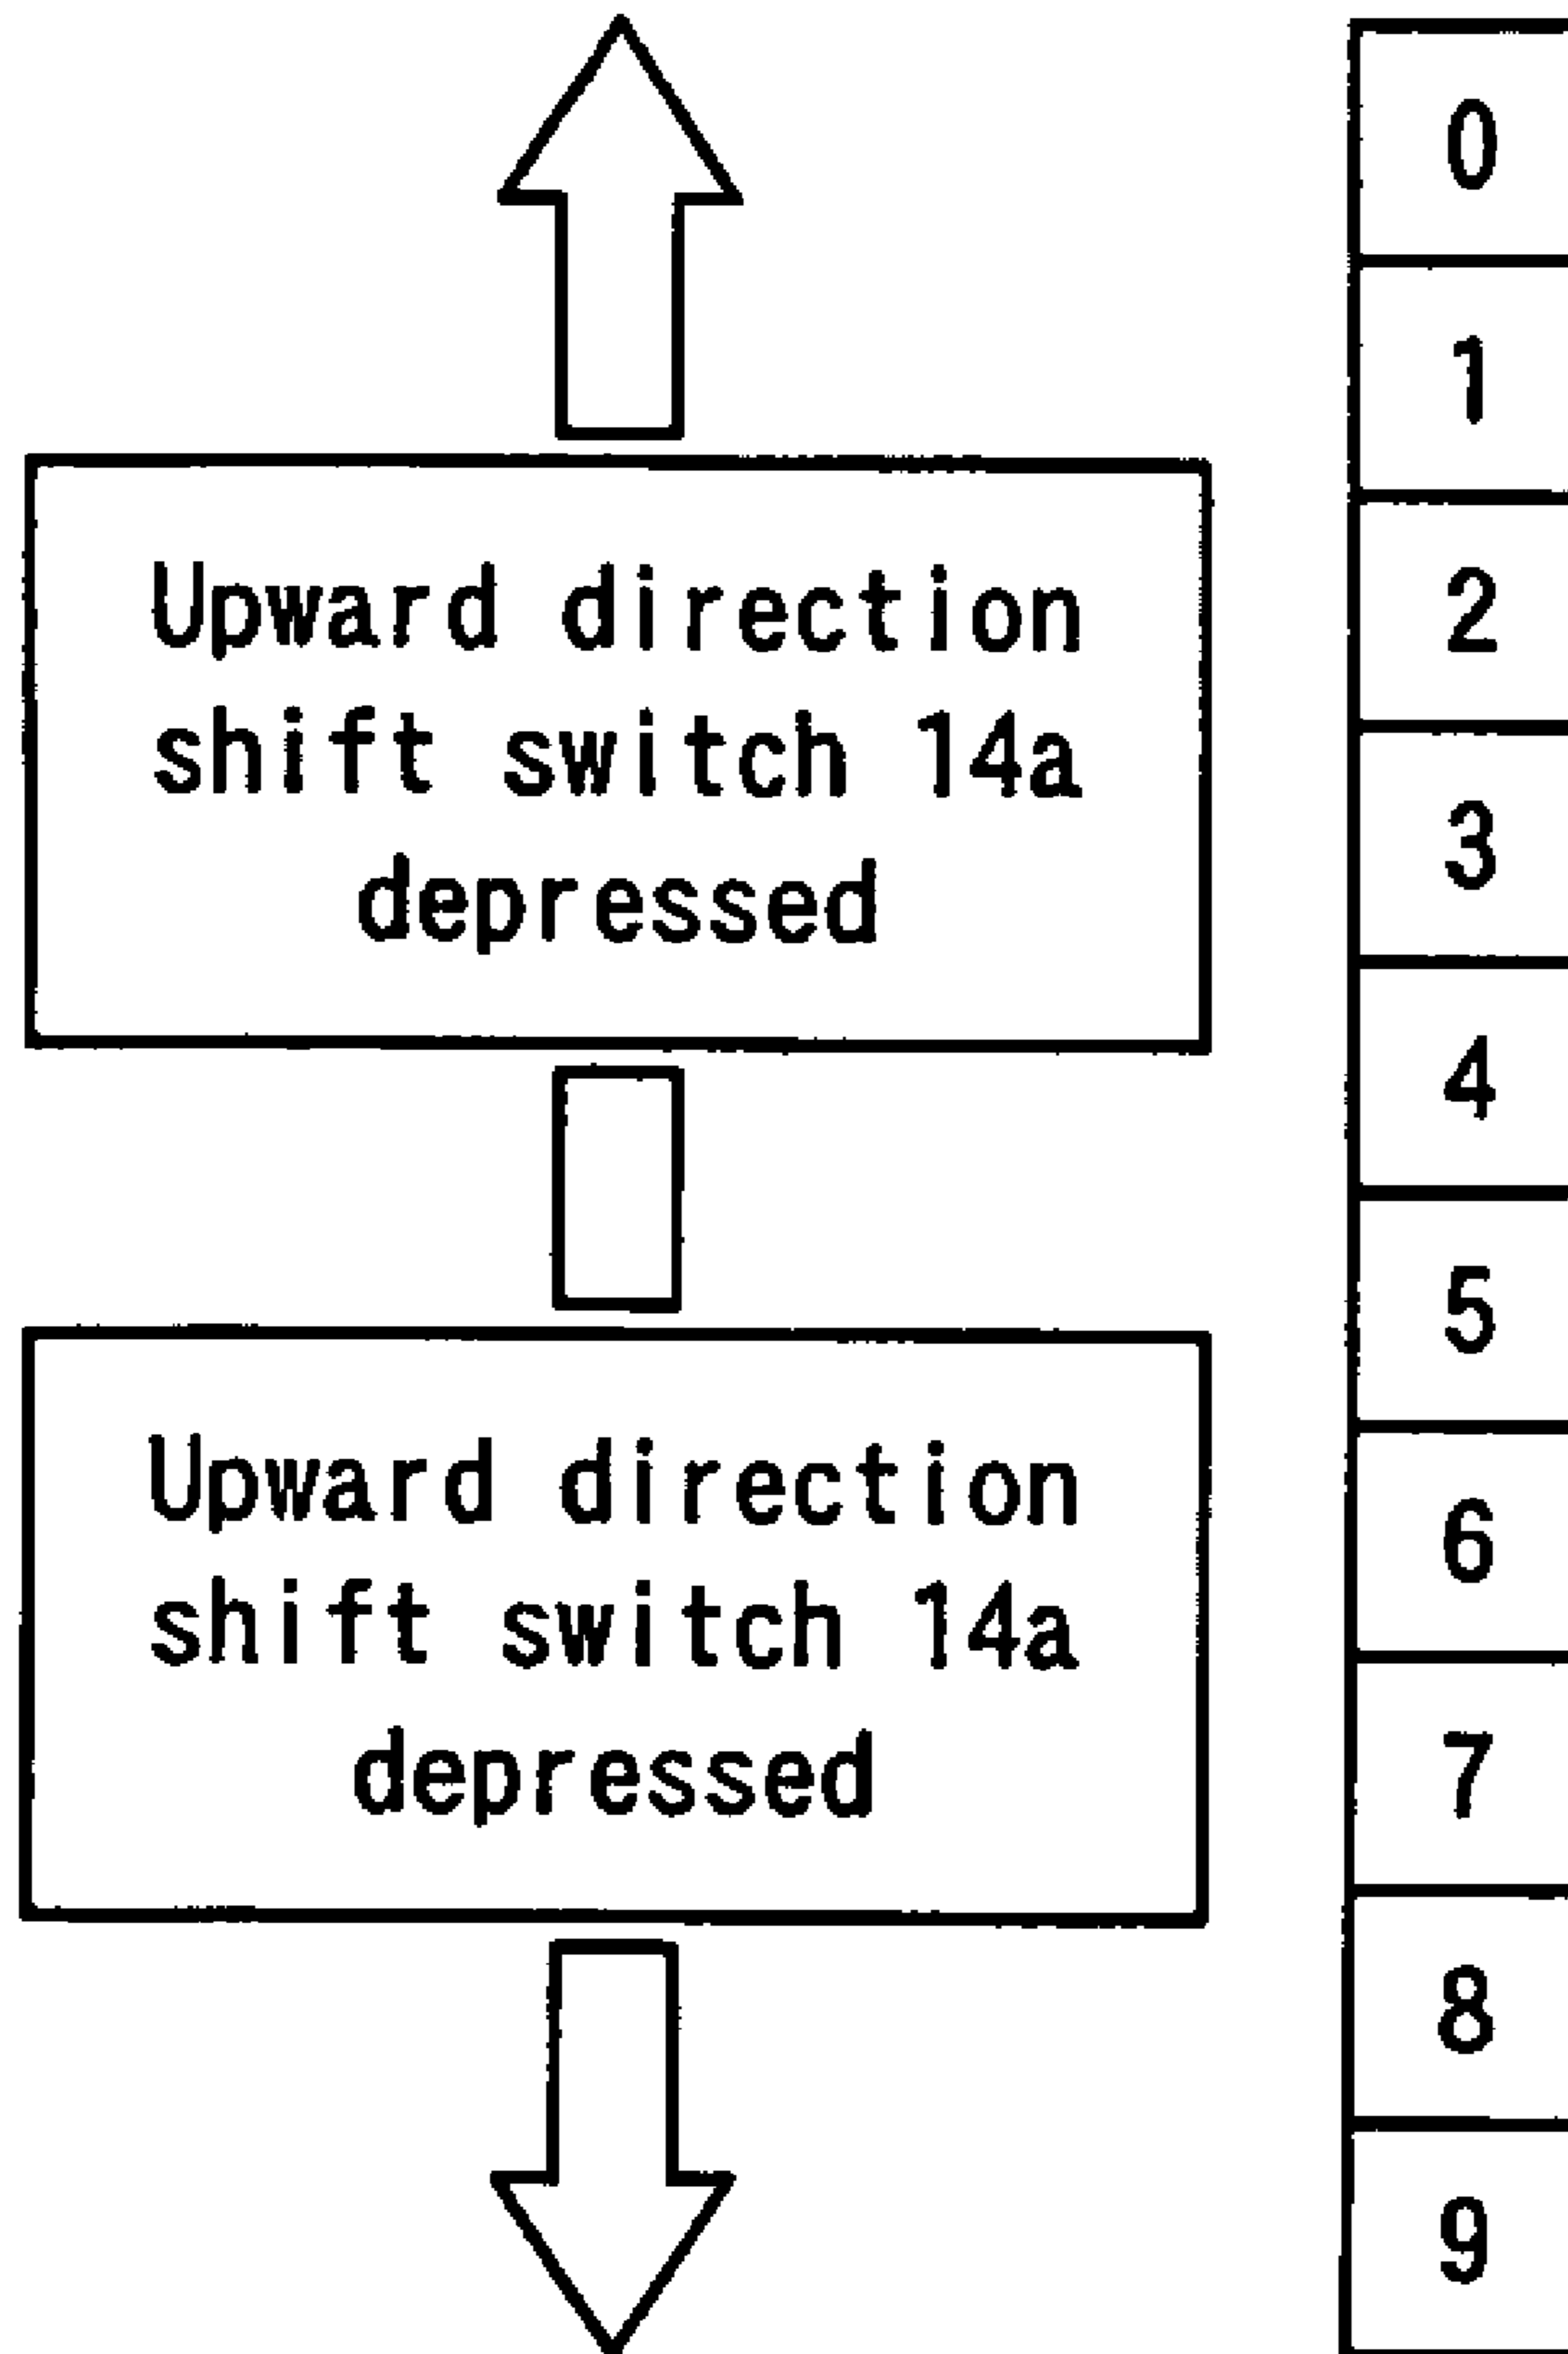 Upward direction
shift switch 14a
depressed
Upward direction
shift switch 14a
depressed
0
1
2
3
4
5
6
7
8
9